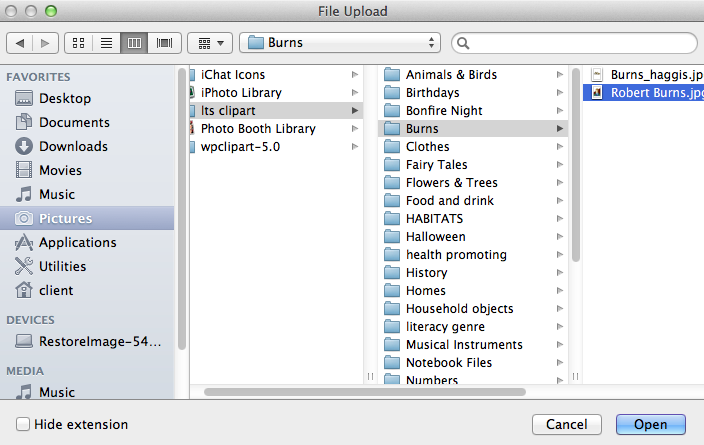 File Upload
Burns
FAVORITES
Desktop
Documents
Downloads
Movies
Music
Pictures
Applications
Utilities
client
DEVICES
RestoreImage-54...
MEDIA
Music
iChat Icons
iPhoto Library
lts clipart
Photo Booth Library
wpclipart-5.0
Animals & Birds
Birthdays
Bonfire Night
Burns
Clothes
Fairy Tales
Flowers & Trees
Food and drink
HABITATS
Halloween
health promoting
History
Homes
Household objects
literacy genre
Musical Instruments
Notebook Files
Numbers
Burns_haggis.jp
Robert Burns.jpg
Hide extension
Cancel
Open